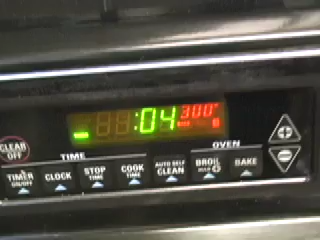 :04 300°
CLEAR
OFF
TIME
OVEN
TIMER
ON/OFF
CLOCK
STOP
TIME
COOK
TIME
AUTO SELF
CLEAN
BROIL
BAKE